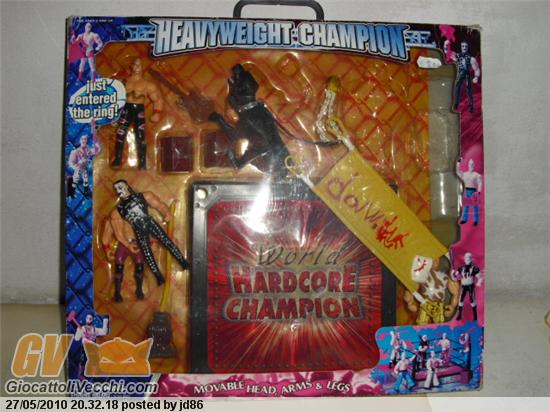 HEAVYWEIGHT CHAMPION
just
entered
the ring!
World
HARDCORE
CHAMPION
MOVABLE HEAD, ARMS & LEGS
GV
GiocattoliVecchi.com
27/05/2010 20.32.18 posted by jd86